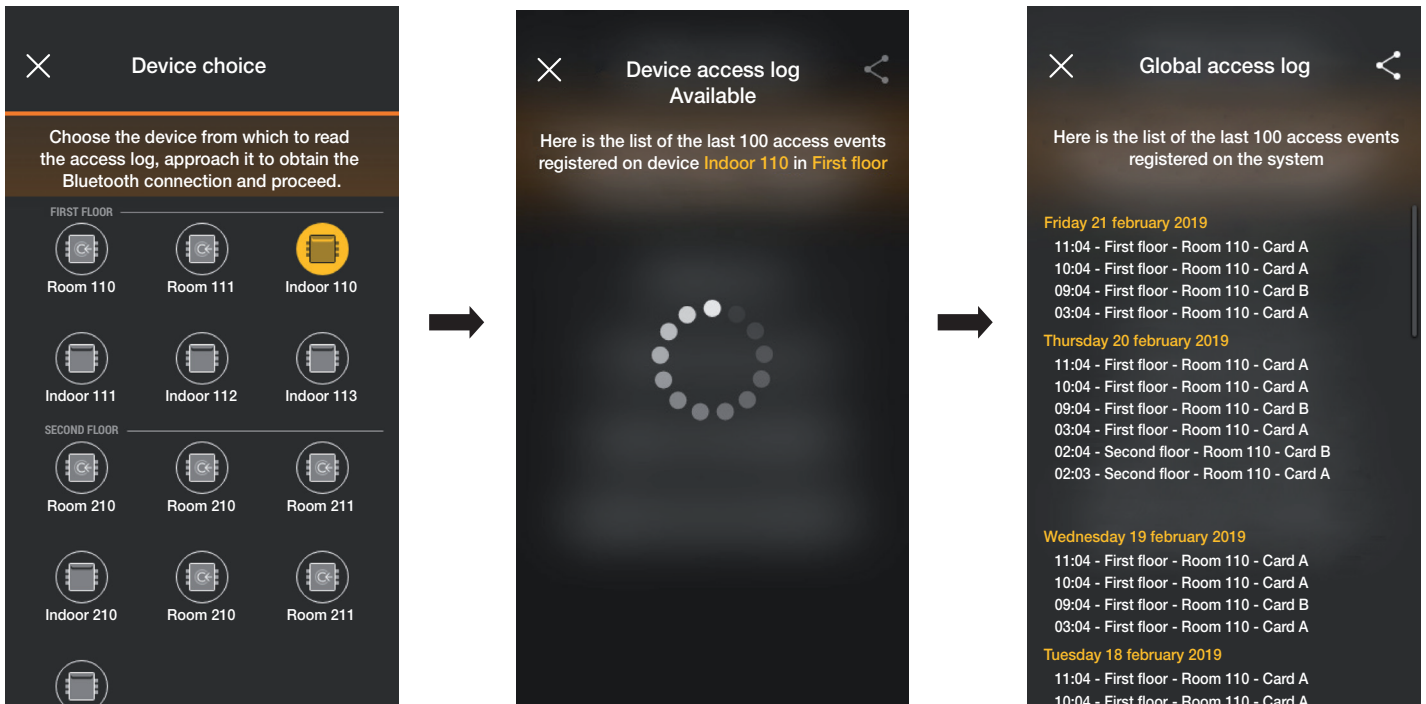 Device choice
Choose the device from which to read
the access log, approach it to obtain the
Bluetooth connection and proceed.
FIRST FLOOR
Room 110 Room 111 Indoor 110
Indoor 111 Indoor 112 Indoor 113
SECOND FLOOR
Room 210 Room 210 Room 211
Indoor 210 Room 210 Room 211
Device access log
Available
Here is the list of the last 100 access events
registered on device Indoor 110 in First floor
Global access log
Here is the list of the last 100 access events
registered on the system
Friday 21 february 2019
11:04 - First floor - Room 110 - Card A
10:04 - First floor - Room 110 - Card A
09:04 - First floor - Room 110 - Card B
03:04 - First floor - Room 110 - Card A
Thursday 20 february 2019
11:04 - First floor - Room 110 - Card A
10:04 - First floor - Room 110 - Card A
09:04 - First floor - Room 110 - Card B
03:04 - First floor - Room 110 - Card A
02:04 - Second floor - Room 110 - Card B
02:03 - Second floor - Room 110 - Card A
Wednesday 19 february 2019
11:04 - First floor - Room 110 - Card A
10:04 - First floor - Room 110 - Card A
09:04 - First floor - Room 110 - Card B
03:04 - First floor - Room 110 - Card A
Tuesday 18 february 2019
11:04 - First floor - Room 110 - Card A
10:04 - First floor - Room 110 - Card A